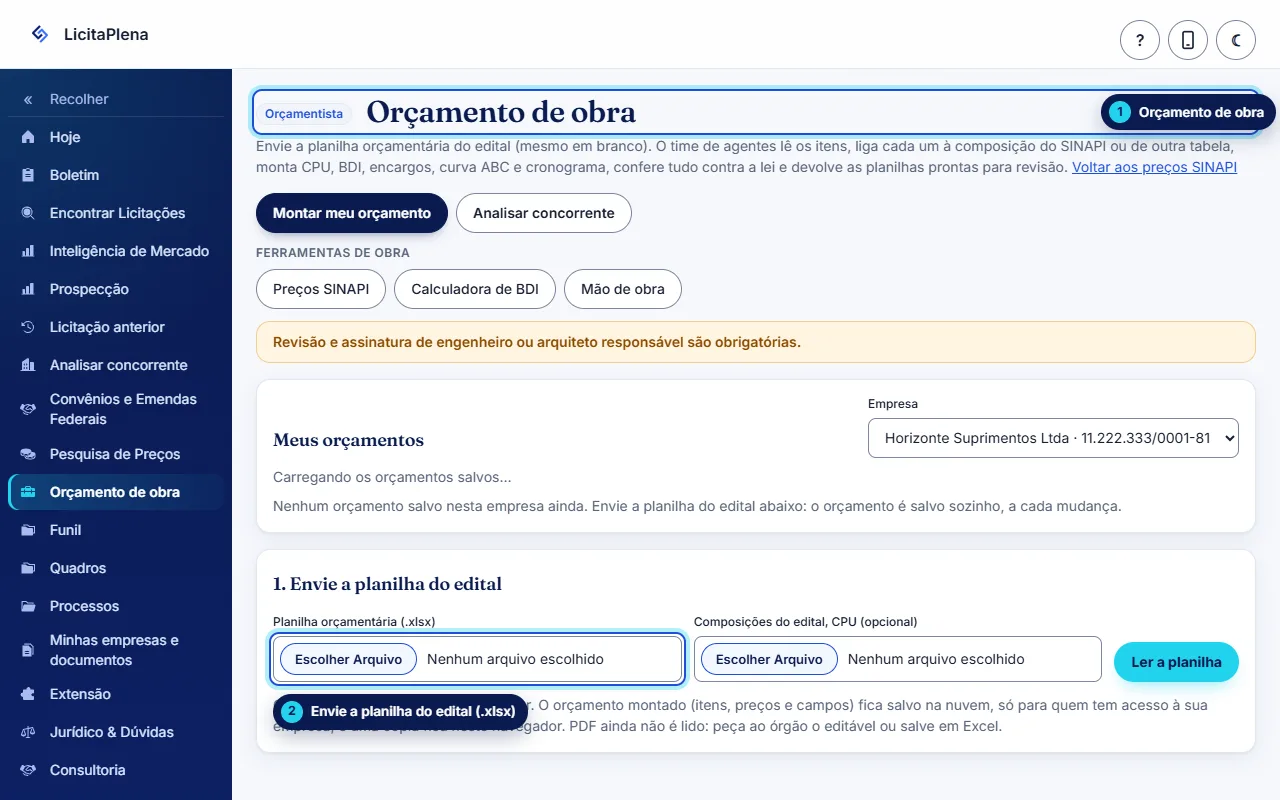 LicitaPlena
?
« Recolher
Hoje
Boletim
Encontrar Licitações
Inteligência de Mercado
Prospecção
Licitação anterior
Analisar concorrente
Convênios e Emendas
Federais
Pesquisa de Preços
Orçamento de obra
Funil
Quadros
Processos
Minhas empresas e
documentos
Extensão
Jurídico & Dúvidas
Consultoria
Orçamentista
Orçamento de obra
1 Orçamento de obra
Envie a planilha orçamentária do edital (mesmo em branco). O time de agentes lê os itens, liga cada um à composição do SINAPI ou de outra tabela,
monta CPU, BDI, encargos, curva ABC e cronograma, confere tudo contra a lei e devolve as planilhas prontas para revisão. Voltar aos preços SINAPI
Montar meu orçamento
Analisar concorrente
FERRAMENTAS DE OBRA
Preços SINAPI
Calculadora de BDI
Mão de obra
Revisão e assinatura de engenheiro ou arquiteto responsável são obrigatórias.
Empresa
Meus orçamentos
Horizonte Suprimentos Ltda · 11.222.333/0001-81
Carregando os orçamentos salvos...
Nenhum orçamento salvo nesta empresa ainda. Envie a planilha do edital abaixo: o orçamento é salvo sozinho, a cada mudança.
1. Envie a planilha do edital
Planilha orçamentária (.xlsx)
Composições do edital, CPU (opcional)
Escolher Arquivo Nenhum arquivo escolhido
Escolher Arquivo Nenhum arquivo escolhido
Ler a planilha
2 Envie a planilha do edital (.xlsx)
. O orçamento montado (itens, preços e campos) fica salvo na nuvem, só para quem tem acesso à sua
PDF ainda não é lido: peça ao órgão o editável ou salve em Excel.